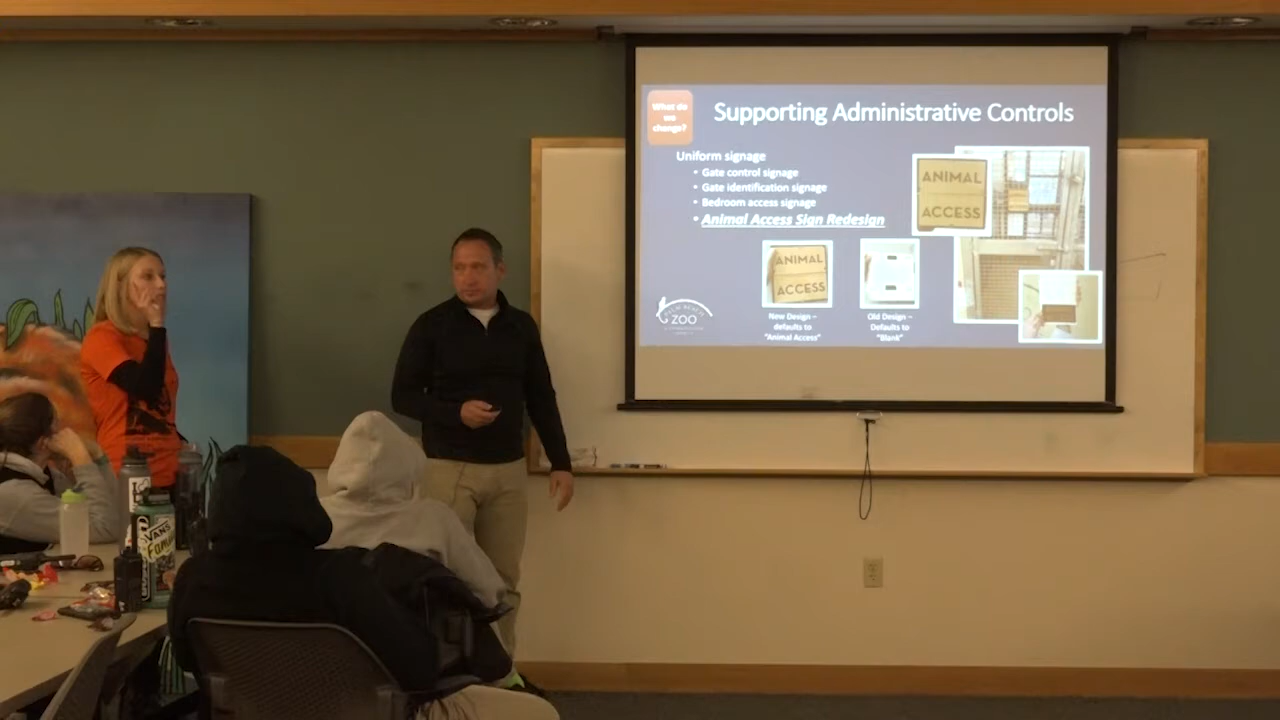 What do
we
change?
Supporting Administrative Controls
Uniform signage
• Gate control signage
• Gate identification signage
• Bedroom access signage
• Animal Access Sign Redesign
ANIMAL
ACCESS
ANIMAL
ACCESS
New Design –
defaults to
"Animal Access"
Old Design –
Defaults to
"Blank"
PALM BEACH
ZOO
VANS